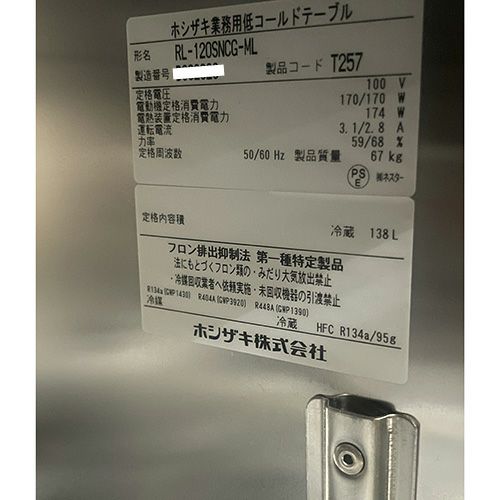 ホシザキ業務用低コールドテーブル
形名 RL-120SNCG-ML
製造番号 製品コード T257
定格電圧 100 V
電動機定格消費電力 170/170 W
電熱装置定格消費電力 174 W
運転電流 3.1/2.8 A
力率 59/68 %
定格周波数 50/60 Hz 製品質量 67 kg
PS
E
㈱ネスター
定格内容積 冷蔵 138L
フロン排出抑制法 第一種特定製品
法にもとづくフロン類の・みだり大気放出禁止
・冷媒回収業者へ依頼実施・未回収機器の引渡禁止
R134a(GWP1430) R404A(GWP3920) R448A(GWP1390)
冷媒 冷蔵 HFC R134a/95g
ホシザキ株式会社